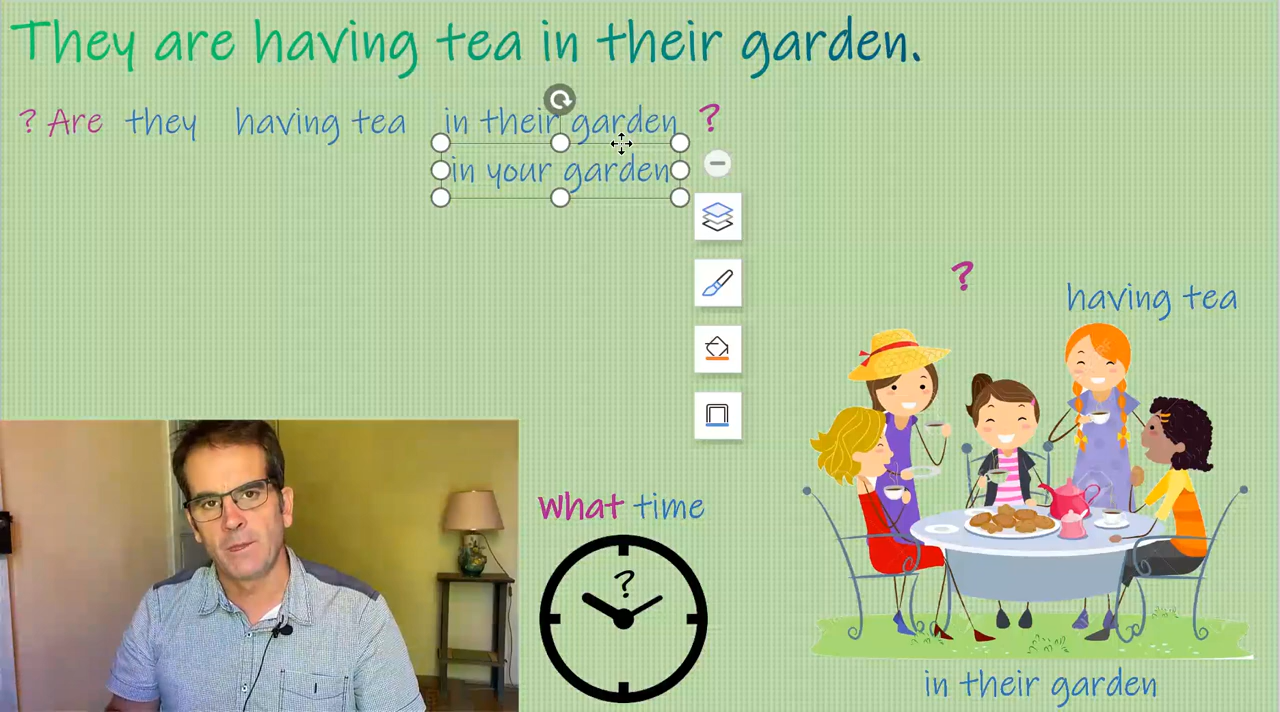 They are having tea in their garden.
? Are they having tea in their garden ?
in your garden
?
having tea
What time
?
in their garden